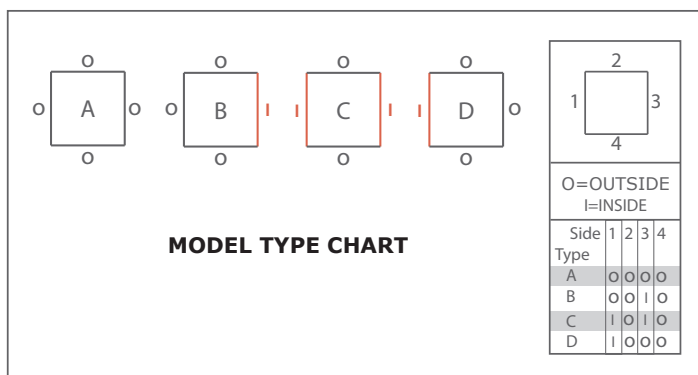 O O O O
O A O O B I I C I I D O
O O O O
MODEL TYPE CHART
2
1 3
4
O=OUTSIDE
I=INSIDE
Side 1 2 3 4
Type
A O O O O
B O O I O
C I O I O
D I O O O